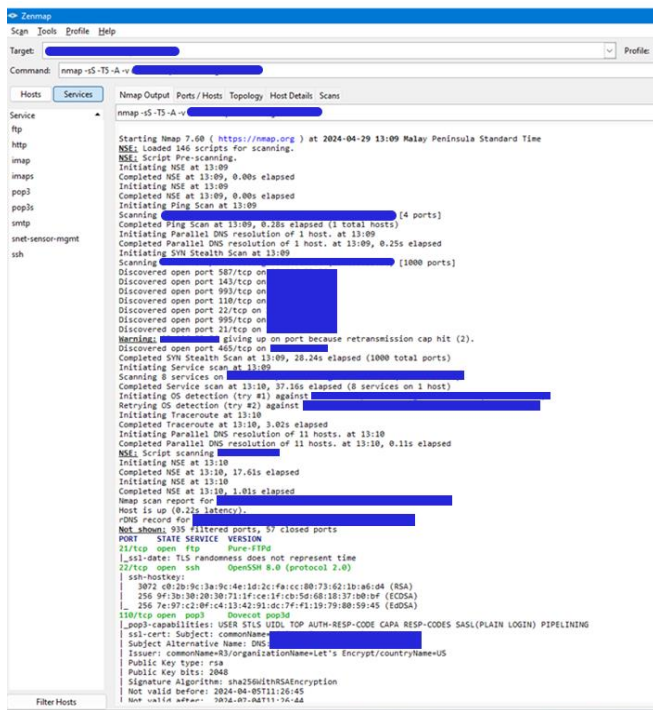 Zenmap
Scan Tools Profile Help
Target: Profile:
Command: nmap -sS -T5 -A -v
Hosts Services Nmap Output Ports / Hosts Topology Host Details Scans
Service
ftp
http
imap
imaps
pop3
pop3s
smtp
snet-sensor-mgmt
ssh
Filter Hosts
nmap -sS -T5 -A -v
Starting Nmap 7.60 ( https://nmap.org ) at 2024-04-29 13:09 Malay Peninsula Standard Time
NSE: Loaded 146 scripts for scanning.
NSE: Script Pre-scanning.
Initiating NSE at 13:09
Completed NSE at 13:09, 0.00s elapsed
Initiating NSE at 13:09
Completed NSE at 13:09, 0.00s elapsed
Initiating Ping Scan at 13:09
Scanning [4 ports]
Completed Ping Scan at 13:09, 0.28s elapsed (1 total hosts)
Initiating Parallel DNS resolution of 1 host. at 13:09
Completed Parallel DNS resolution of 1 host. at 13:09, 0.25s elapsed
Initiating SYN Stealth Scan at 13:09
Scanning [1000 ports]
Discovered open port 587/tcp on
Discovered open port 143/tcp on
Discovered open port 993/tcp on
Discovered open port 110/tcp on
Discovered open port 22/tcp on
Discovered open port 995/tcp on
Discovered open port 21/tcp on
Warning: giving up on port because retransmission cap hit (2).
Discovered open port 465/tcp on
Completed SYN Stealth Scan at 13:09, 28.24s elapsed (1000 total ports)
Initiating Service scan at 13:09
Scanning 8 services on
Completed Service scan at 13:10, 37.16s elapsed (8 services on 1 host)
Initiating OS detection (try #1) against
Retrying OS detection (try #2) against
Initiating Traceroute at 13:10
Completed Traceroute at 13:10, 3.02s elapsed
Initiating Parallel DNS resolution of 11 hosts. at 13:10
Completed Parallel DNS resolution of 11 hosts. at 13:10, 0.11s elapsed
NSE: Script scanning
Initiating NSE at 13:10
Completed NSE at 13:10, 17.61s elapsed
Initiating NSE at 13:10
Completed NSE at 13:10, 1.01s elapsed
Nmap scan report for
Host is up (0.22s latency).
rDNS record for
Not shown: 935 filtered ports, 57 closed ports
PORT STATE SERVICE VERSION
21/tcp open ftp Pure-FTPd
|_ssl-date: TLS randomness does not represent time
22/tcp open ssh OpenSSH 8.0 (protocol 2.0)
| ssh-hostkey:
| 3072 c0:2b:9c:3a:9c:4e:1d:2c:fa:cc:80:73:62:1b:a6:d4 (RSA)
| 256 9f:3b:30:20:30:71:1f:ce:1f:cb:5d:68:18:37:b0:bf (ECDSA)
|_ 256 7e:97:c2:0f:c4:13:42:91:dc:7f:f1:19:79:80:59:45 (EdDSA)
110/tcp open pop3 Dovecot pop3d
|_pop3-capabilities: USER STLS UIDL TOP AUTH-RESP-CODE CAPA RESP-CODES SASL(PLAIN LOGIN) PIPELINING
| ssl-cert: Subject: commonName=
| Subject Alternative Name: DNS:
| Issuer: commonName=R3/organizationName=Let's Encrypt/countryName=US
| Public Key type: rsa
| Public Key bits: 2048
| Signature Algorithm: sha256WithRSAEncryption
| Not valid before: 2024-04-05T11:26:45
| Not valid after: 2024-07-04T11:26:44